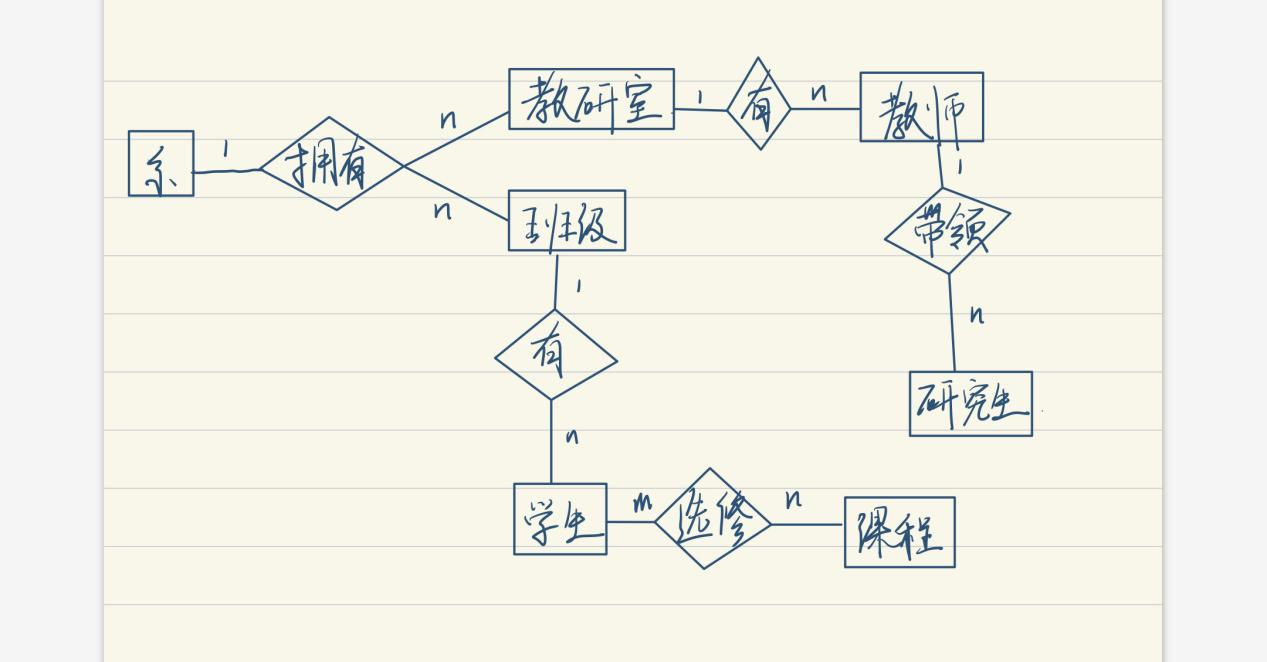 教研室 1 有 n 教师
系 1 拥有 n n
1
班级
带领
1
n
有
研究生
n
学生 m 选修 n 课程